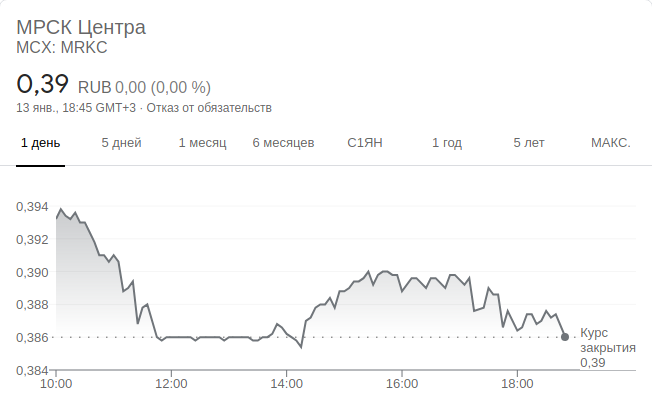 МРСК Центра
MCX: MRKC
0,39 RUB 0,00 (0,00 %)
13 янв., 18:45 GMT+3 · Отказ от обязательств
1 день 5 дней 1 месяц 6 месяцев С1ЯН 1 год 5 лет МАКС.
0,394
0,392
0,390
0,388
0,386
0,384
Курс
закрытия
0,39
10:00 12:00 14:00 16:00 18:00